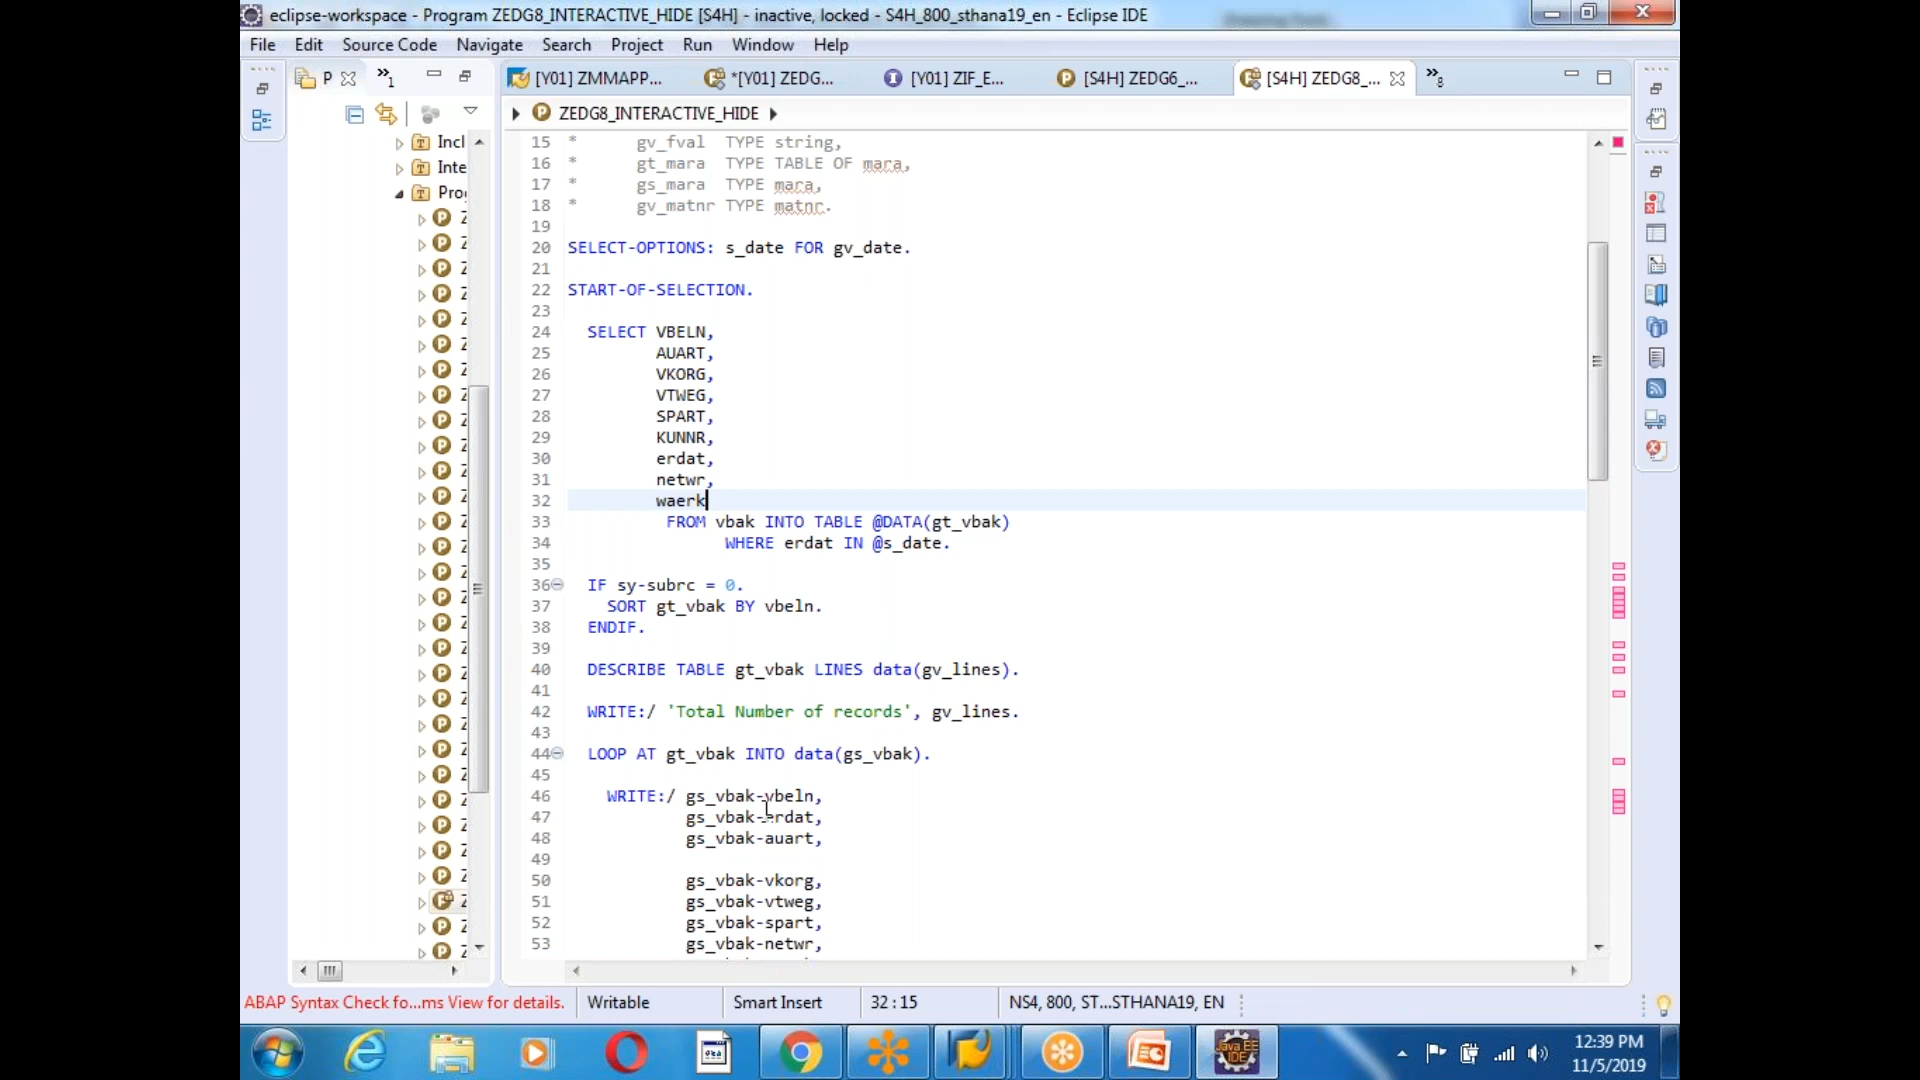 eclipse-workspace - Program ZEDG8_INTERACTIVE_HIDE [S4H] - inactive, locked - S4H_800_sthana19_en - Eclipse IDE
File Edit Source Code Navigate Search Project Run Window Help
P »1 [Y01] ZMMAPP... *[Y01] ZEDG... [Y01] ZIF_E... [S4H] ZEDG6_... [S4H] ZEDG8_... »8
ZEDG8_INTERACTIVE_HIDE
Incl
Inte
Pro
15 * gv_fval TYPE string,
16 * gt_mara TYPE TABLE OF mara,
17 * gs_mara TYPE mara,
18 * gv_matnr TYPE matnr.
19
20 SELECT-OPTIONS: s_date FOR gv_date.
21
22 START-OF-SELECTION.
23
24 SELECT VBELN,
25 AUART,
26 VKORG,
27 VTWEG,
28 SPART,
29 KUNNR,
30 erdat,
31 netwr,
32 waerk
33 FROM vbak INTO TABLE @DATA(gt_vbak)
34 WHERE erdat IN @s_date.
35
36 IF sy-subrc = 0.
37 SORT gt_vbak BY vbeln.
38 ENDIF.
39
40 DESCRIBE TABLE gt_vbak LINES data(gv_lines).
41
42 WRITE:/ 'Total Number of records', gv_lines.
43
44 LOOP AT gt_vbak INTO data(gs_vbak).
45
46 WRITE:/ gs_vbak-vbeln,
47 gs_vbak-erdat,
48 gs_vbak-auart,
49
50 gs_vbak-vkorg,
51 gs_vbak-vtweg,
52 gs_vbak-spart,
53 gs_vbak-netwr,
ABAP Syntax Check fo...ms View for details. Writable Smart Insert 32 : 15 NS4, 800, ST...STHANA19, EN
Java EE
IDE
12:39 PM
11/5/2019